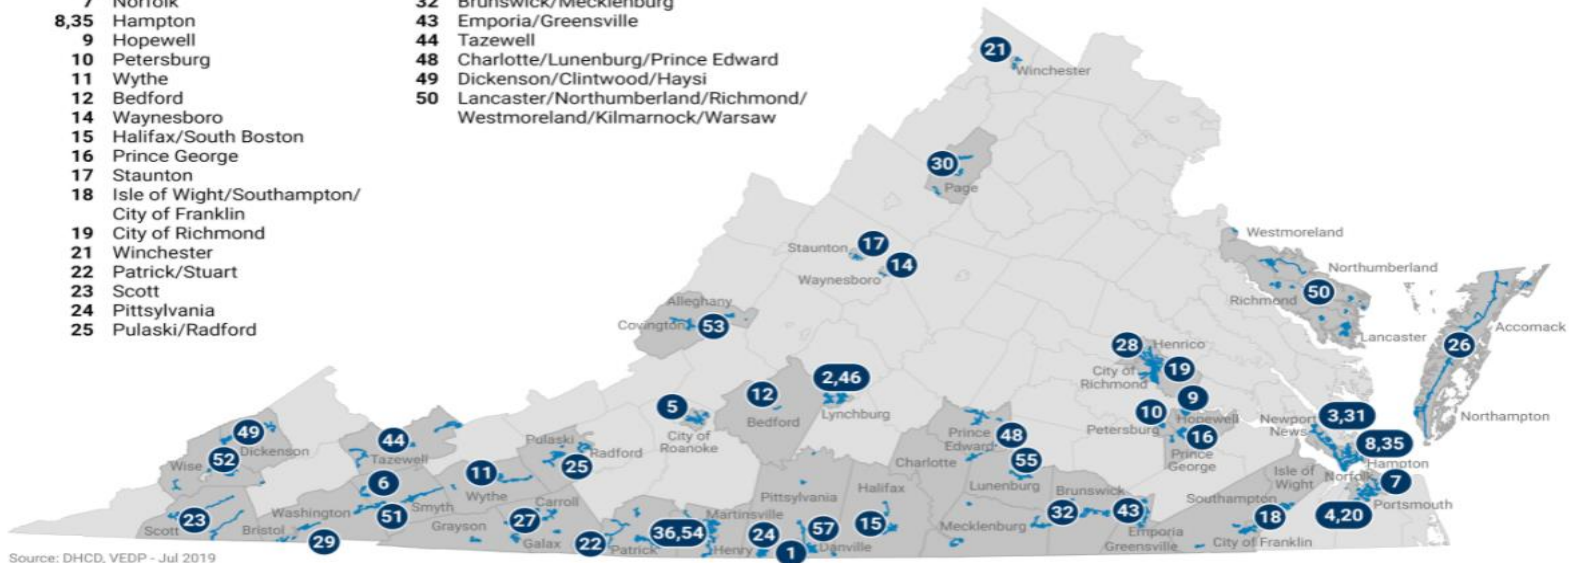 7 Norfolk
8,35 Hampton
9 Hopewell
10 Petersburg
11 Wythe
12 Bedford
14 Waynesboro
15 Halifax/South Boston
16 Prince George
17 Staunton
18 Isle of Wight/Southampton/
City of Franklin
19 City of Richmond
21 Winchester
22 Patrick/Stuart
23 Scott
24 Pittsylvania
25 Pulaski/Radford
32 Brunswick/Mecklenburg
43 Emporia/Greensville
44 Tazewell
48 Charlotte/Lunenburg/Prince Edward
49 Dickenson/Clintwood/Haysi
50 Lancaster/Northumberland/Richmond/
Westmoreland/Kilmarnock/Warsaw
21
Winchester
30
Page
Staunton
17
Waynesboro
14
Westmoreland
Northumberland
Richmond
50
Lancaster
Accomack
26
Northampton
Alleghany
Covington
53
28
Henrico
City of
Richmond
19
9
Hopewell
10
Petersburg
16
Prince
George
Newport
News
3,31
8,35
Hampton
Norfolk
7
Portsmouth
4,20
5
City of
Roanoke
12
Bedford
2,46
Lynchburg
49
Dickenson
Wise
52
44
Tazewell
6
Washington
51
Smyth
11
Wythe
Pulaski
Radford
25
Carroll
Grayson
27
Galax
Scott
23
Bristol
29
22
Patrick
36,54
Martinsville
Henry
24
1
Pittsylvania
57
Danville
Halifax
15
Prince
Edward
48
Charlotte
55
Lunenburg
Mecklenburg
Brunswick
32
43
Emporia
Greensville
Southampton
Isle of
Wight
18
City of Franklin
Source: DHCD, VEDP - Jul 2019